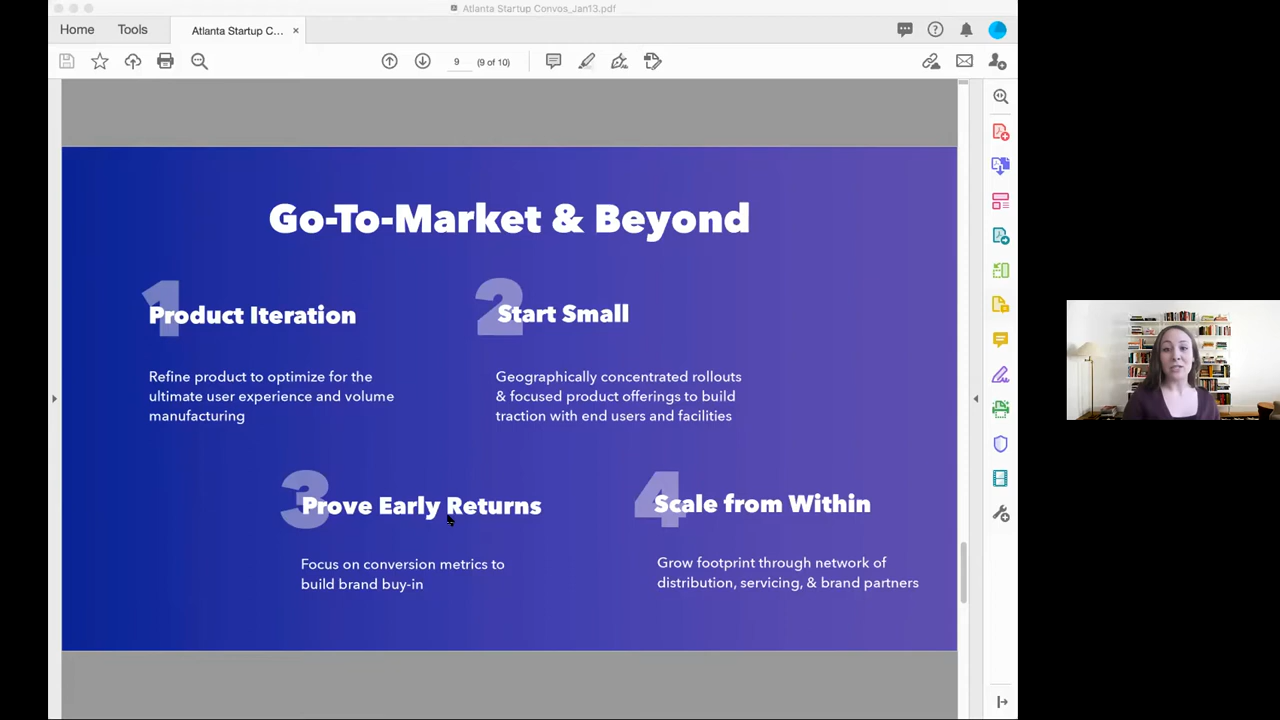 Atlanta Startup Convos_Jan13.pdf
Home
Tools
Atlanta Startup C... ×
9
(9 of 10)
Go-To-Market & Beyond
1
Product Iteration
Refine product to optimize for the
ultimate user experience and volume
manufacturing
2
Start Small
Geographically concentrated rollouts
& focused product offerings to build
traction with end users and facilities
3
Prove Early Returns
Focus on conversion metrics to
build brand buy-in
4
Scale from Within
Grow footprint through network of
distribution, servicing, & brand partners